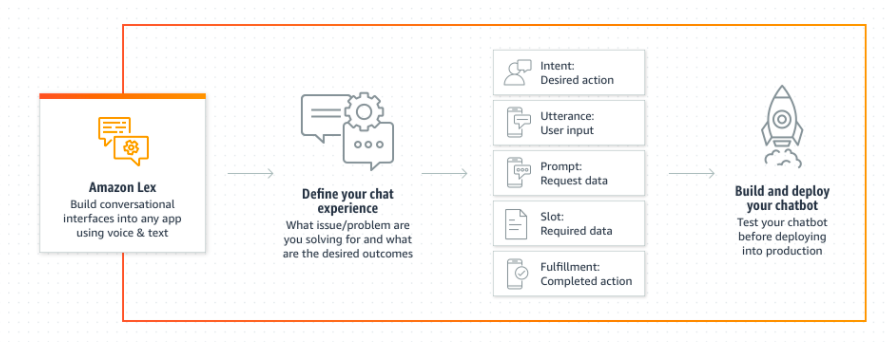 Amazon Lex
Build conversational
interfaces into any app
using voice & text
Define your chat
experience
What issue/problem are
you solving for and what
are the desired outcomes
Intent:
Desired action
Utterance:
User input
Prompt:
Request data
Slot:
Required data
Fulfillment:
Completed action
Build and deploy
your chatbot
Test your chatbot
before deploying
into production